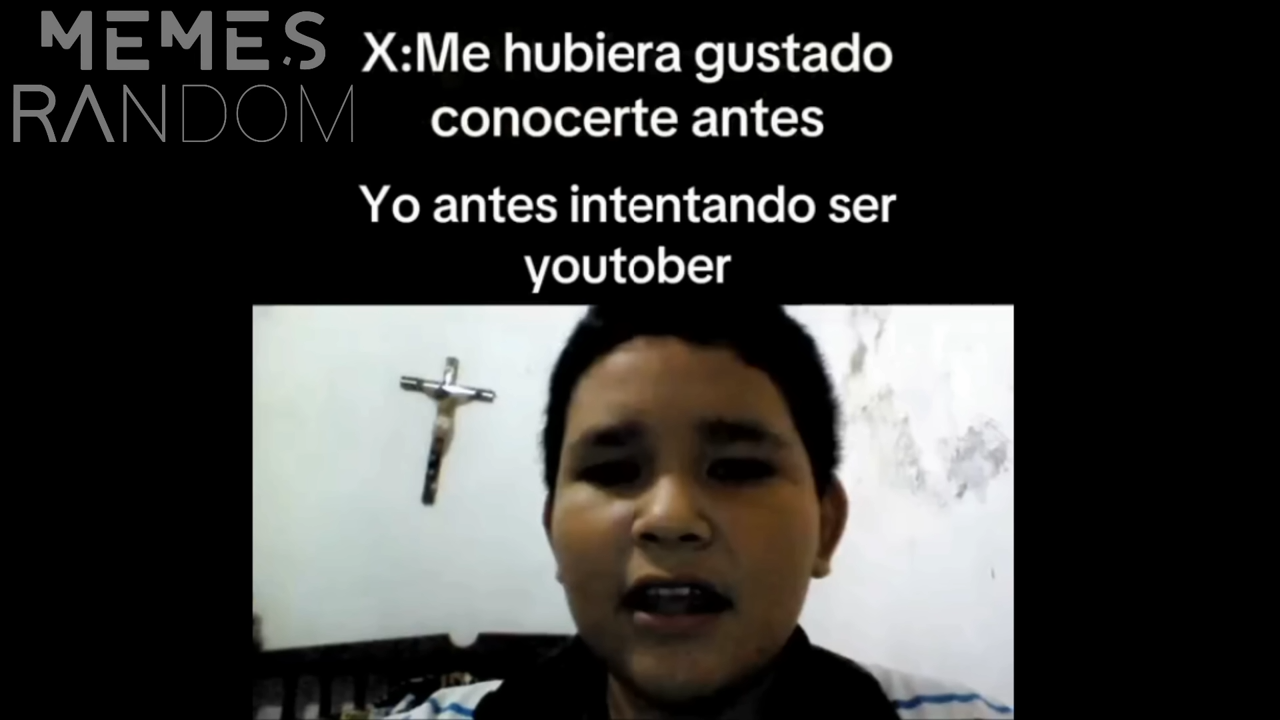 MEMES
RANDOM
X:Me hubiera gustado
conocerte antes
Yo antes intentando ser
youtober